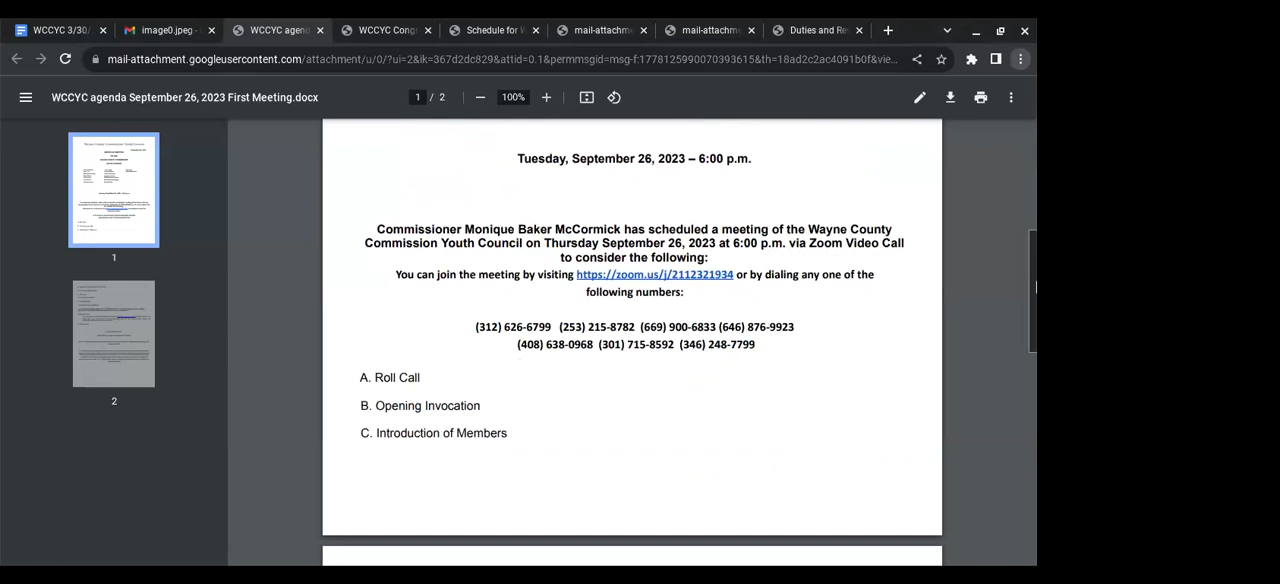 WCCYC 3/30/
image0.jpeg -
WCCYC agen
WCCYC Cong
Schedule for W
mail-attachm
mail-attachm
Duties and Re
mail-attachment.googleusercontent.com/attachment/u/0/?ui=2&ik=367d2dc829&attid=0.1&permmsgid=msg-f:1778125990070393615&th=18ad2c2ac4091b0f&vie...
WCCYC agenda September 26, 2023 First Meeting.docx
1 / 2
100%
Tuesday, September 26, 2023 – 6:00 p.m.
Commissioner Monique Baker McCormick has scheduled a meeting of the Wayne County
Commission Youth Council on Thursday September 26, 2023 at 6:00 p.m. via Zoom Video Call
to consider the following:
You can join the meeting by visiting https://zoom.us/j/2112321934 or by dialing any one of the
following numbers:
(312) 626-6799 (253) 215-8782 (669) 900-6833 (646) 876-9923
(408) 638-0968 (301) 715-8592 (346) 248-7799
A. Roll Call
B. Opening Invocation
C. Introduction of Members
1
2